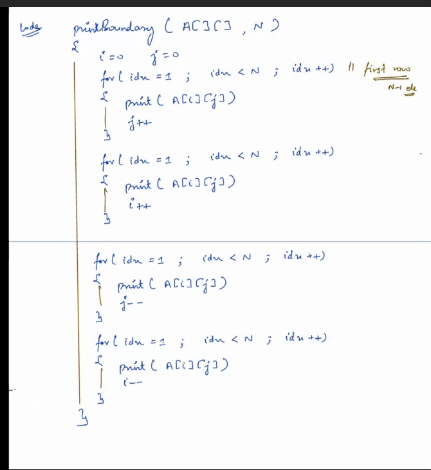 Code printBoundary ( A[][] , N )
{
i=0 j=0
for( idx = 1 ; idx < N ; idx++) // first row
N-1 ele
{ print ( A[i][j])
j++
}
for( idx = 1 ; idx < N ; idx++)
{ print ( A[i][j])
i++
}
for( idx = 1 ; idx < N ; idx++)
{ print ( A[i][j])
j--
}
for( idx = 1 ; idx < N ; idx++)
{ print ( A[i][j])
i--
}
}